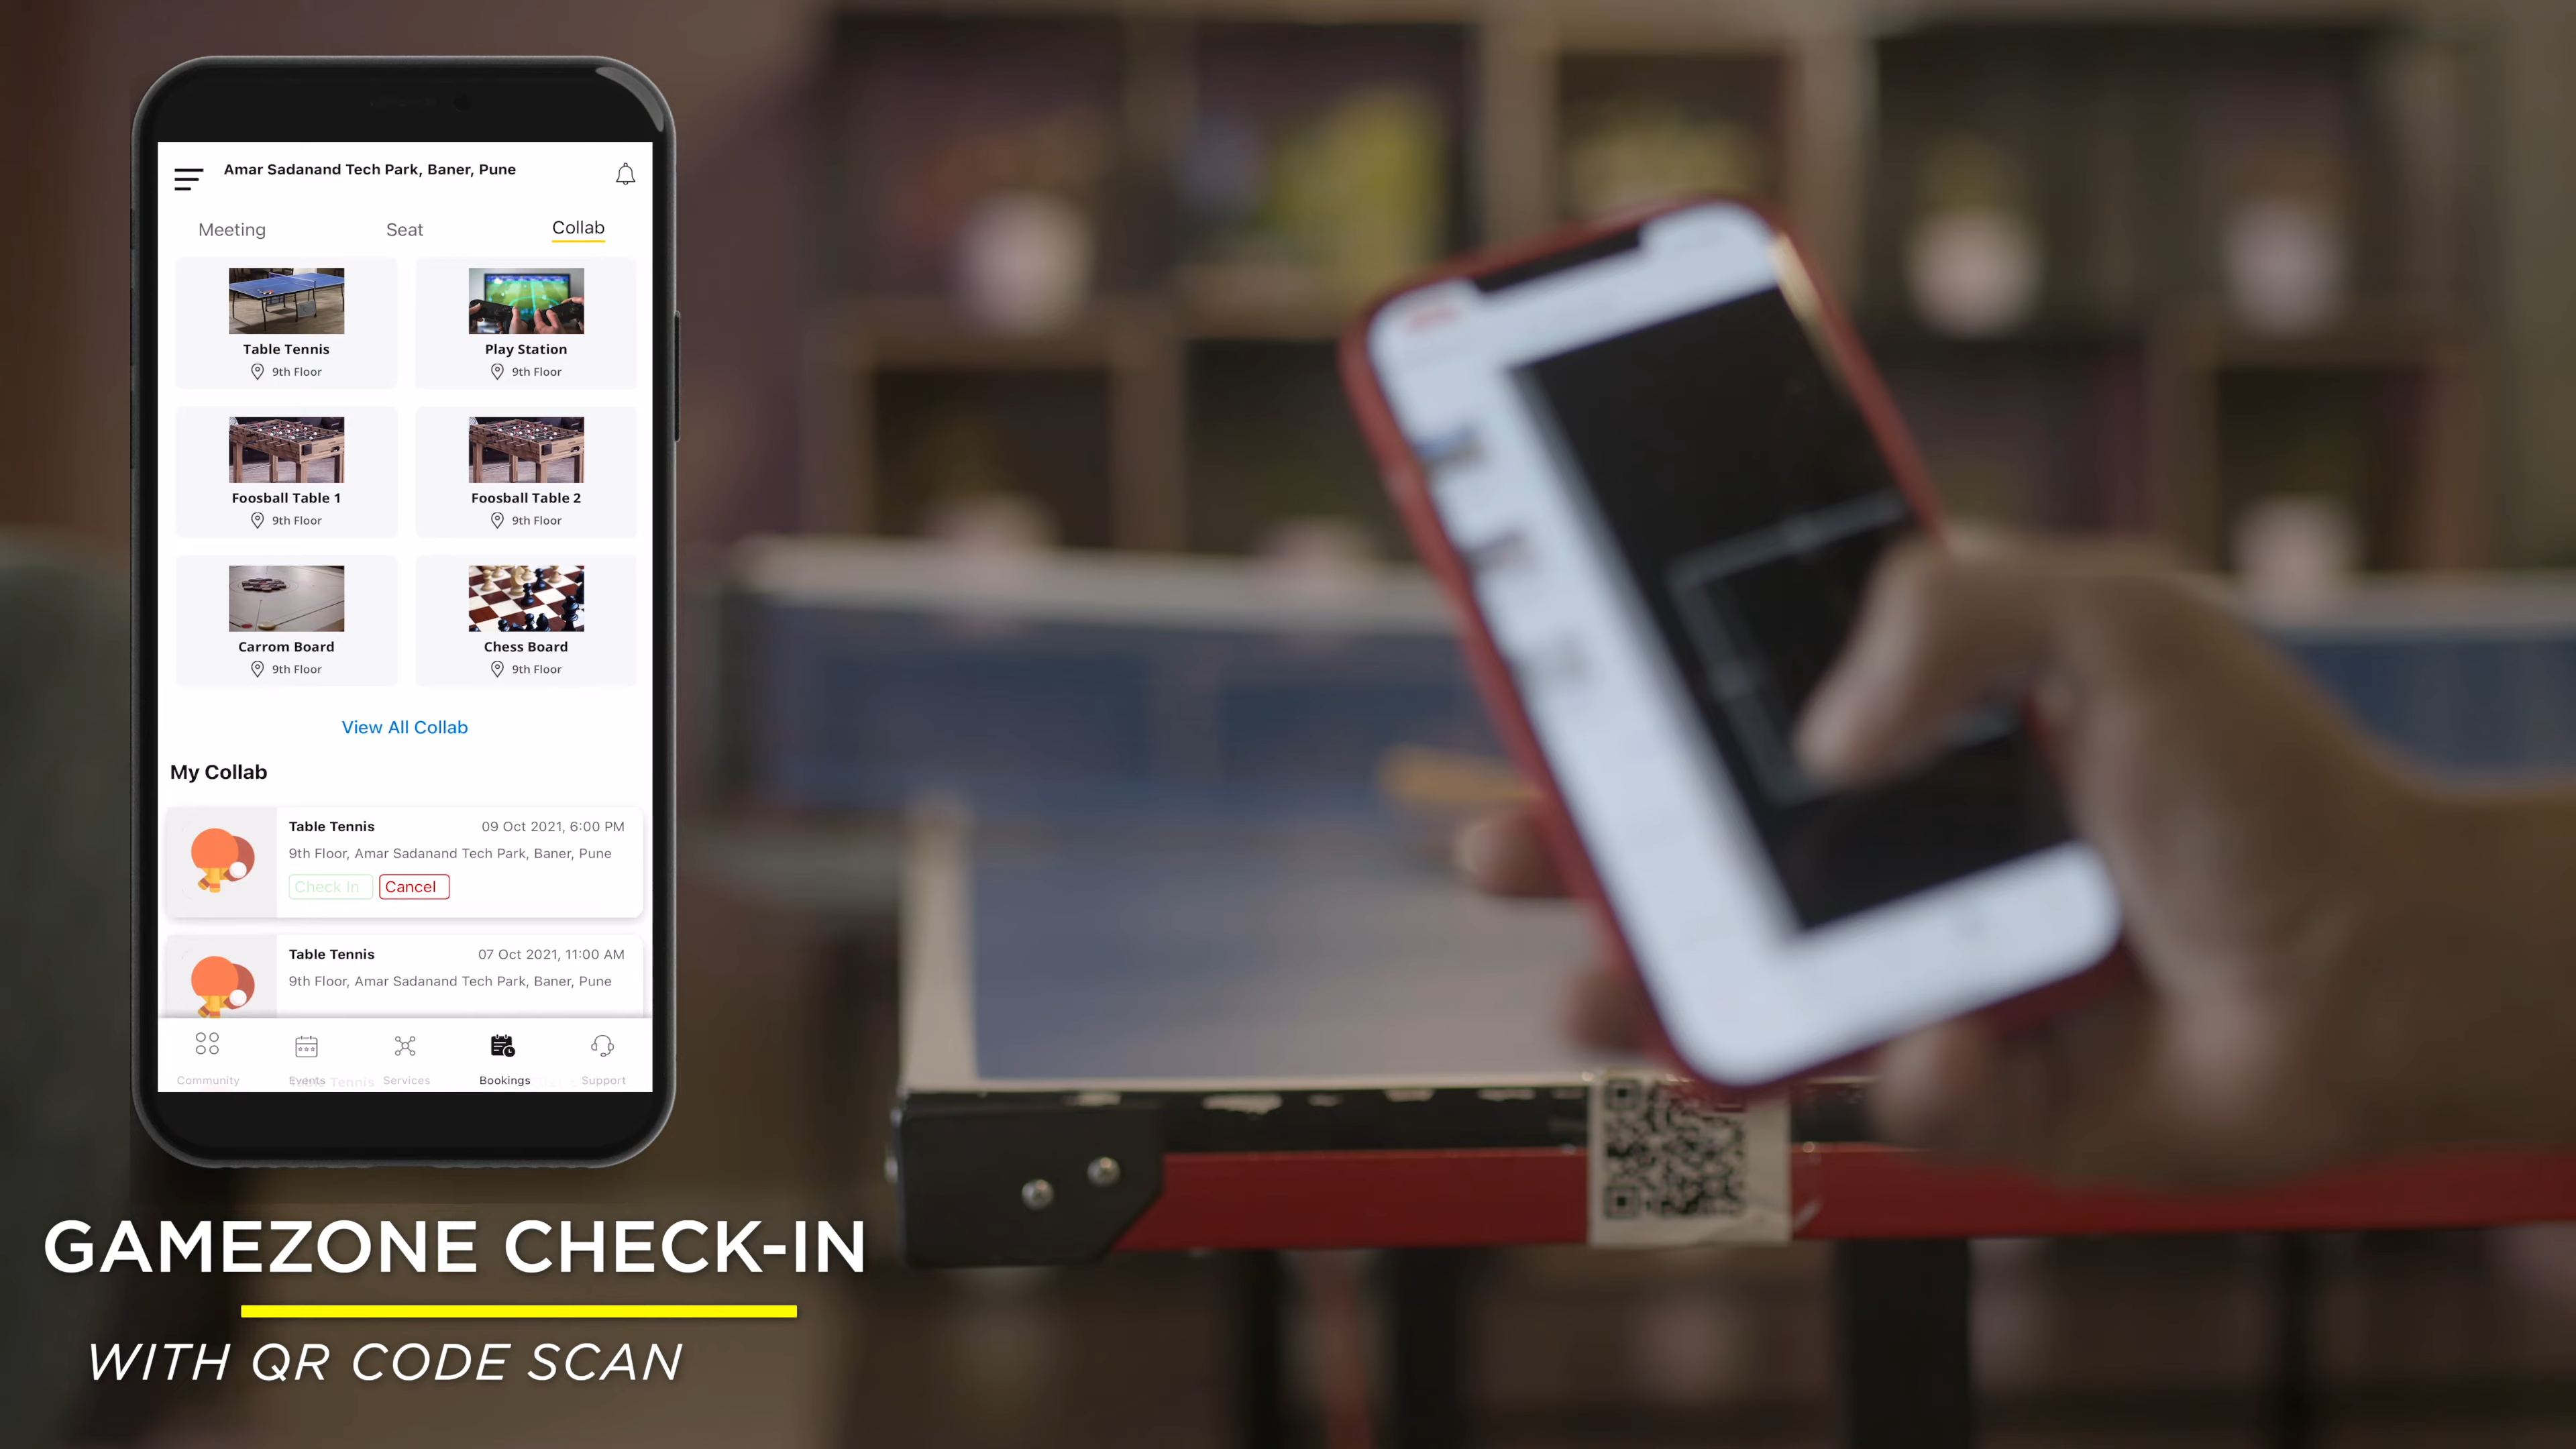 Amar Sadanand Tech Park, Baner, Pune
Meeting Seat Collab
Table Tennis
9th Floor
Play Station
9th Floor
Foosball Table 1
9th Floor
Foosball Table 2
9th Floor
Carrom Board
9th Floor
Chess Board
9th Floor
View All Collab
My Collab
Table Tennis 09 Oct 2021, 6:00 PM
9th Floor, Amar Sadanand Tech Park, Baner, Pune
Check In Cancel
Table Tennis 07 Oct 2021, 11:00 AM
9th Floor, Amar Sadanand Tech Park, Baner, Pune
Community Events Services Bookings Support
GAMEZONE CHECK-IN
WITH QR CODE SCAN